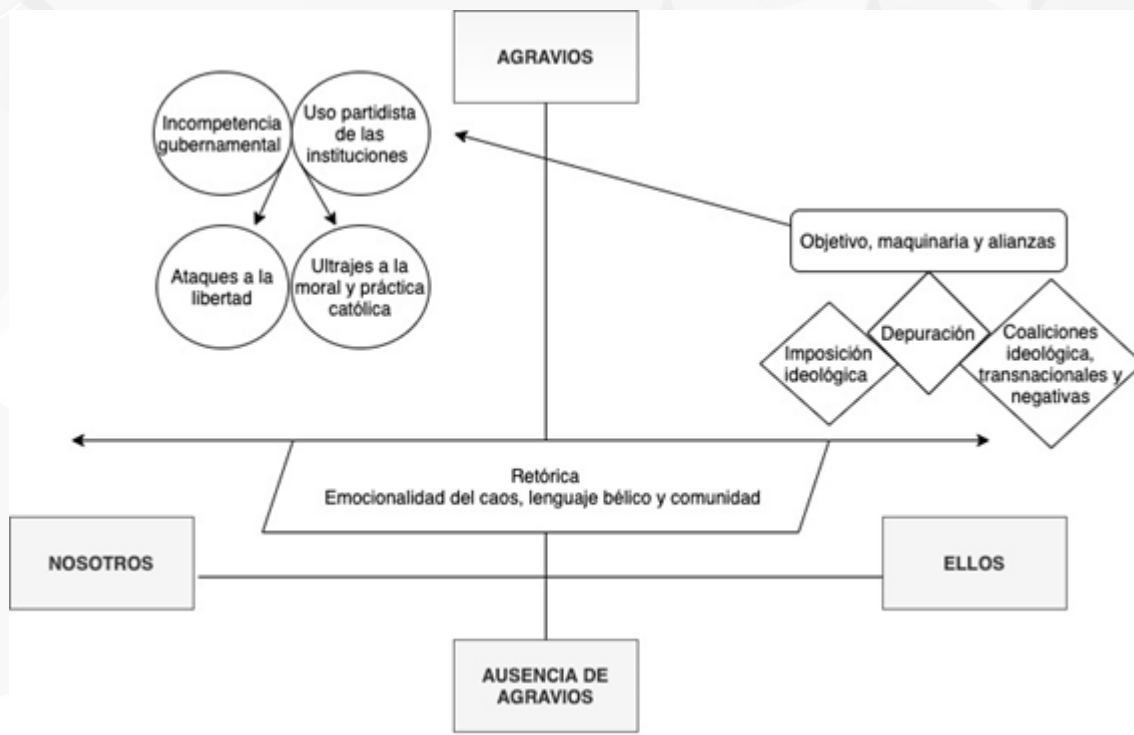 AGRAVIOS
Incompetencia
gubernamental
Uso partidista
de las
instituciones
Ataques a la
libertad
Ultrajes a la
moral y práctica
católica
Objetivo, maquinaria y alianzas
Imposición
ideológica
Depuración
Coaliciones
ideológica,
transnacionales y
negativas
Retórica
Emocionalidad del caos, lenguaje bélico y comunidad
NOSOTROS
ELLOS
AUSENCIA DE
AGRAVIOS